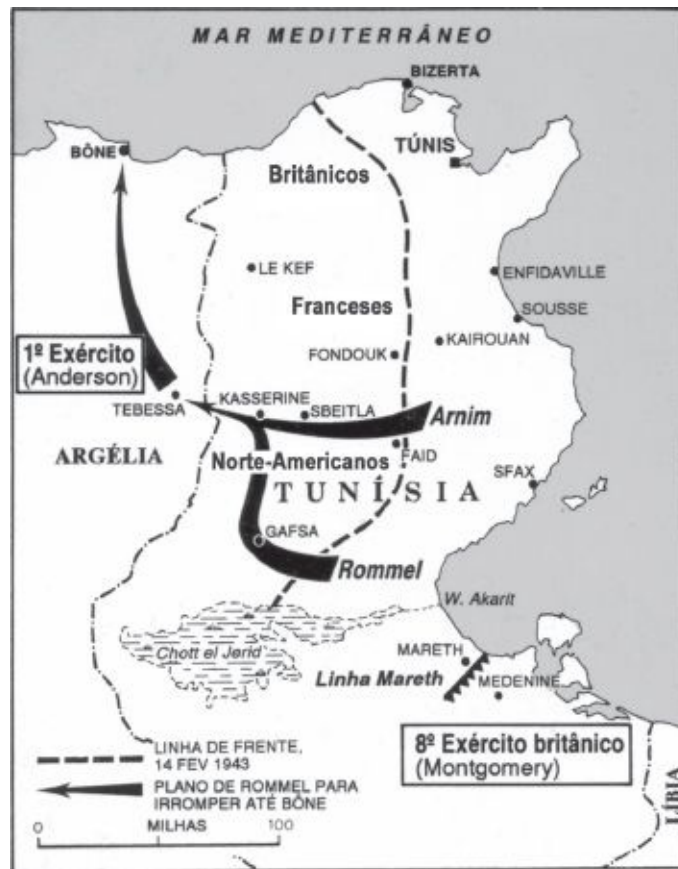 MAR MEDITERRÂNEO
BIZERTA
BÔNE
TÚNIS
Britânicos
LE KEF
ENFIDAVILLE
Franceses
SOUSSE
FONDOUK
KAIROUAN
1º Exército
(Anderson)
TEBESSA
KASSERINE
SBEITLA
Arnim
ARGÉLIA
Norte-Americanos
FAID
TUNÍSIA
SFAX
GAFSA
Rommel
W. Akarit
Chott el Jerid
MARETH
Linha Mareth
MEDENINE
8º Exército britânico
(Montgomery)
LÍBIA
LINHA DE FRENTE,
14 FEV 1943
PLANO DE ROMMEL PARA
IRROMPER ATÉ BÔNE
0 MILHAS 100